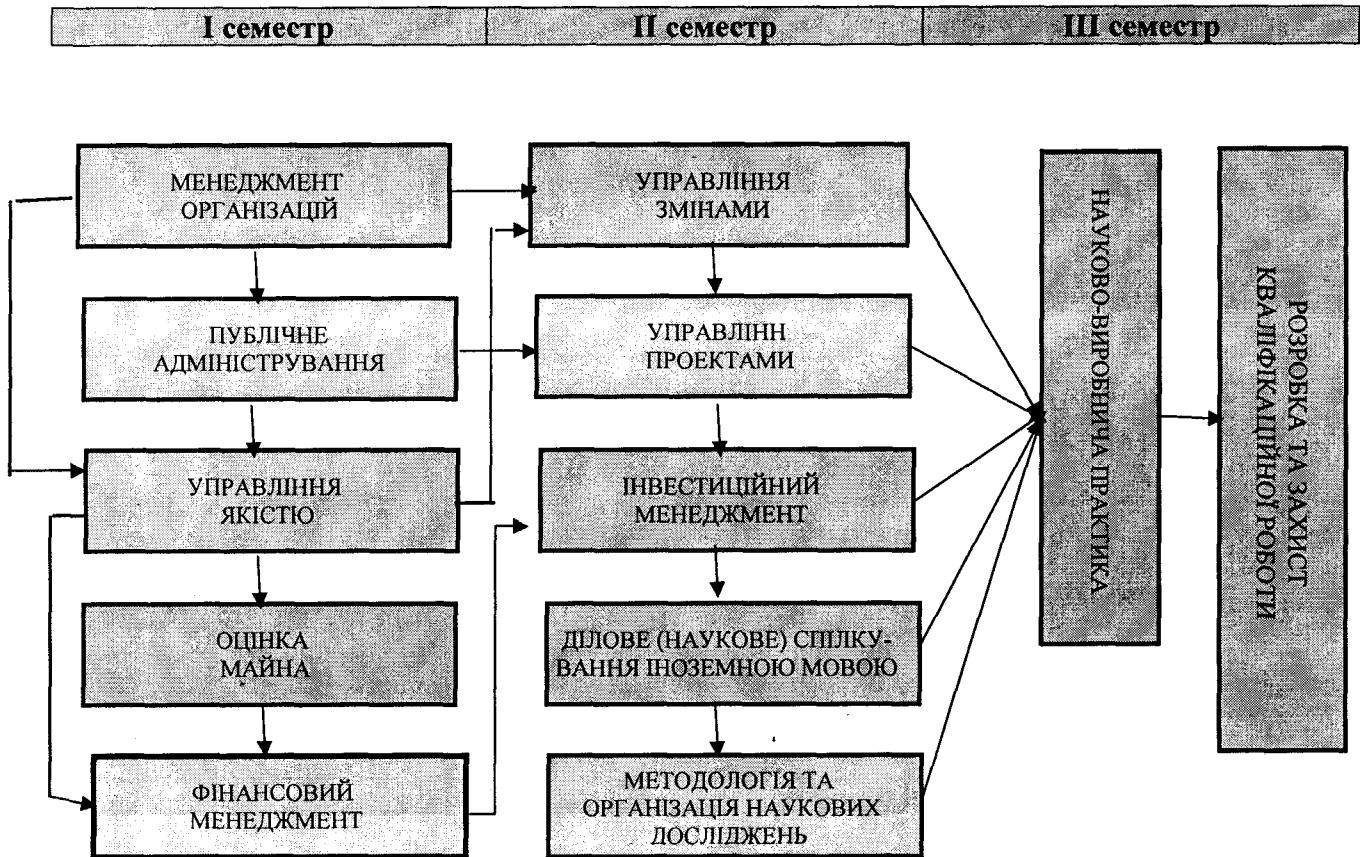 I семестр
II семестр
III семестр
МЕНЕДЖМЕНТ
ОРГАНІЗАЦІЙ
ПУБЛІЧНЕ
АДМІНІСТРУВАННЯ
УПРАВЛІННЯ
ЯКІСТЮ
ОЦІНКА
МАЙНА
ФІНАНСОВИЙ
МЕНЕДЖМЕНТ
УПРАВЛІННЯ
ЗМІНАМИ
УПРАВЛІНН
ПРОЕКТАМИ
ІНВЕСТИЦІЙНИЙ
МЕНЕДЖМЕНТ
ДІЛОВЕ (НАУКОВЕ) СПІЛКУ-
ВАННЯ ІНОЗЕМНОЮ МОВОЮ
МЕТОДОЛОГІЯ ТА
ОРГАНІЗАЦІЯ НАУКОВИХ
ДОСЛІДЖЕНЬ
НАУКОВО-ВИРОБНИЧА ПРАКТИКА
РОЗРОБКА ТА ЗАХИСТ
КВАЛІФІКАЦІЙНОЇ РОБОТИ